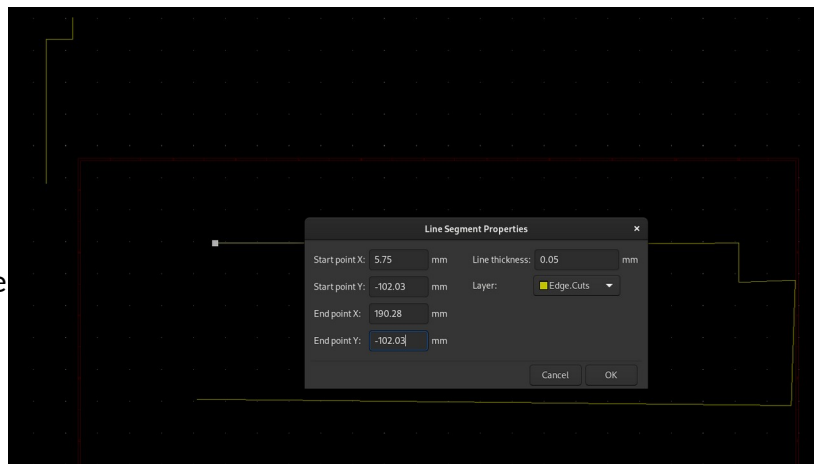 Line Segment Properties ×
Start point X: 5.75 mm Line thickness: 0.05 mm
Start point Y: -102.03 mm Layer: Edge.Cuts
e
End point X: 190.28 mm
End point Y: -102.03 mm
Cancel OK